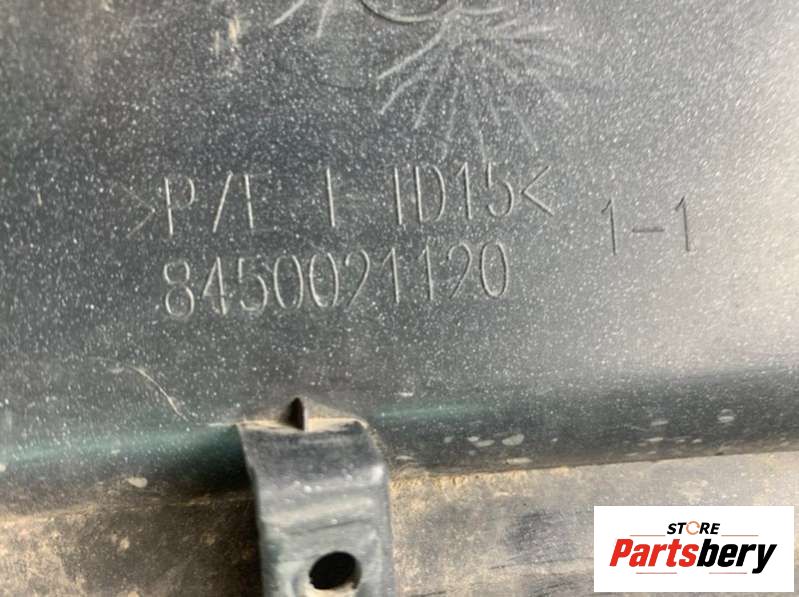 >P/E I-ID15<
1-1
8450021120
STORE
Partsbery